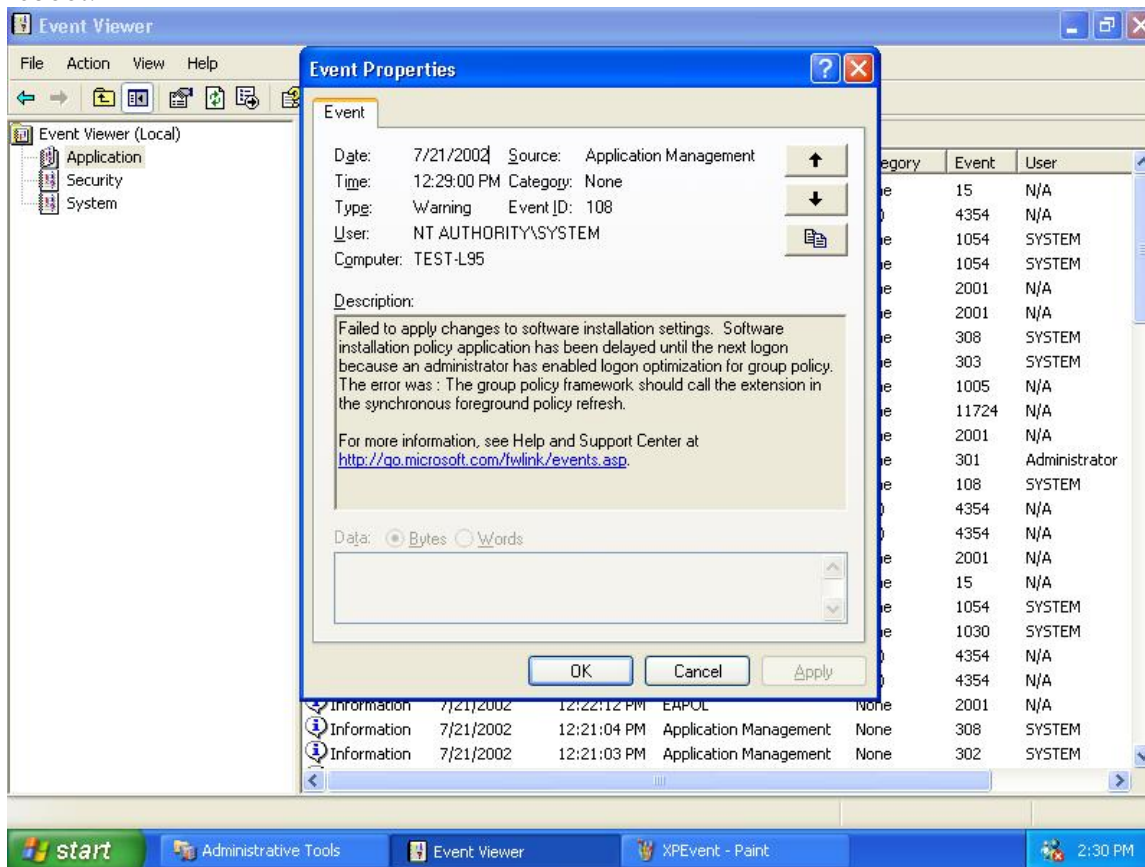 Event Viewer
File Action View Help
Event Viewer (Local)
Application
Security
System
Event Properties
Event
Date: 7/21/2002 Source: Application Management
Time: 12:29:00 PM Category: None
Type: Warning Event ID: 108
User: NT AUTHORITY\SYSTEM
Computer: TEST-L95
Description:
Failed to apply changes to software installation settings. Software
installation policy application has been delayed until the next logon
because an administrator has enabled logon optimization for group policy.
The error was : The group policy framework should call the extension in
the synchronous foreground policy refresh.
For more information, see Help and Support Center at
http://go.microsoft.com/fwlink/events.asp.
Data: Bytes Words
OK Cancel Apply
Event User
15 N/A
4354 N/A
1054 SYSTEM
1054 SYSTEM
2001 N/A
2001 N/A
308 SYSTEM
303 SYSTEM
1005 N/A
11724 N/A
2001 N/A
301 Administrator
108 SYSTEM
4354 N/A
4354 N/A
2001 N/A
15 N/A
1054 SYSTEM
1030 SYSTEM
4354 N/A
4354 N/A
Information 7/21/2002 12:22:12 PM EAPOL None 2001 N/A
Information 7/21/2002 12:21:04 PM Application Management None 308 SYSTEM
Information 7/21/2002 12:21:03 PM Application Management None 302 SYSTEM
start Administrative Tools Event Viewer XPEvent - Paint 2:30 PM